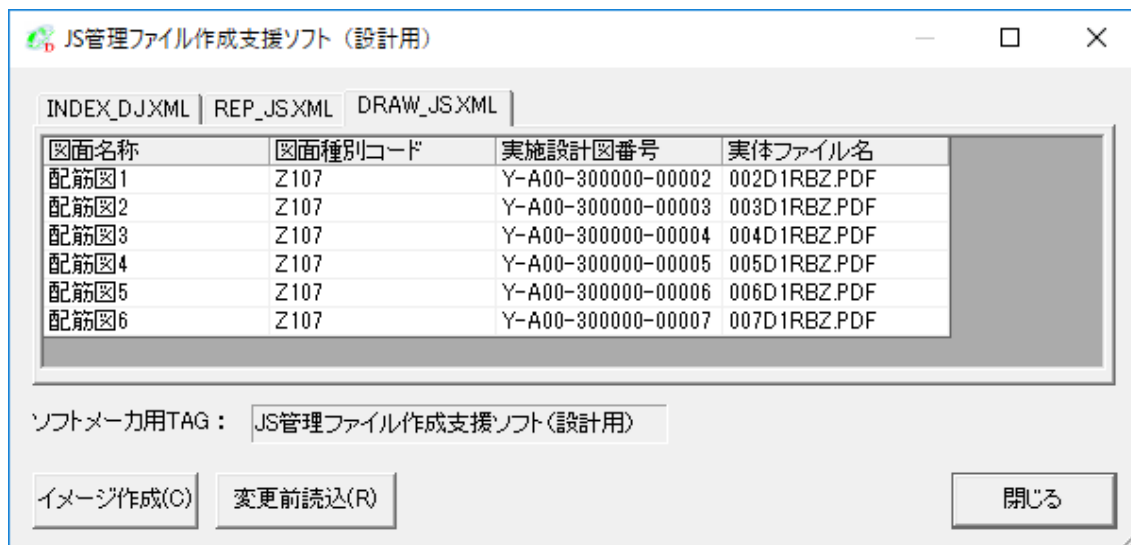 JS管理ファイル作成支援ソフト（設計用）
INDEX_DJ.XML REP_JS.XML DRAW_JS.XML
図面名称 図面種別コード 実施設計図番号 実体ファイル名
配筋図1 Z107 Y-A00-300000-00002 002D1RBZ.PDF
配筋図2 Z107 Y-A00-300000-00003 003D1RBZ.PDF
配筋図3 Z107 Y-A00-300000-00004 004D1RBZ.PDF
配筋図4 Z107 Y-A00-300000-00005 005D1RBZ.PDF
配筋図5 Z107 Y-A00-300000-00006 006D1RBZ.PDF
配筋図6 Z107 Y-A00-300000-00007 007D1RBZ.PDF
ソフトメーカ用TAG： JS管理ファイル作成支援ソフト(設計用)
イメージ作成(C) 変更前読込(R) 閉じる